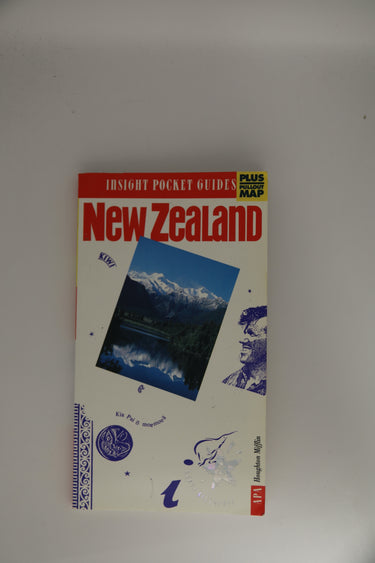 INSIGHT POCKET GUIDES
PLUS
PULLOUT
MAP
NEW ZEALAND
KIWI
i
APA
Houghton Mifflin